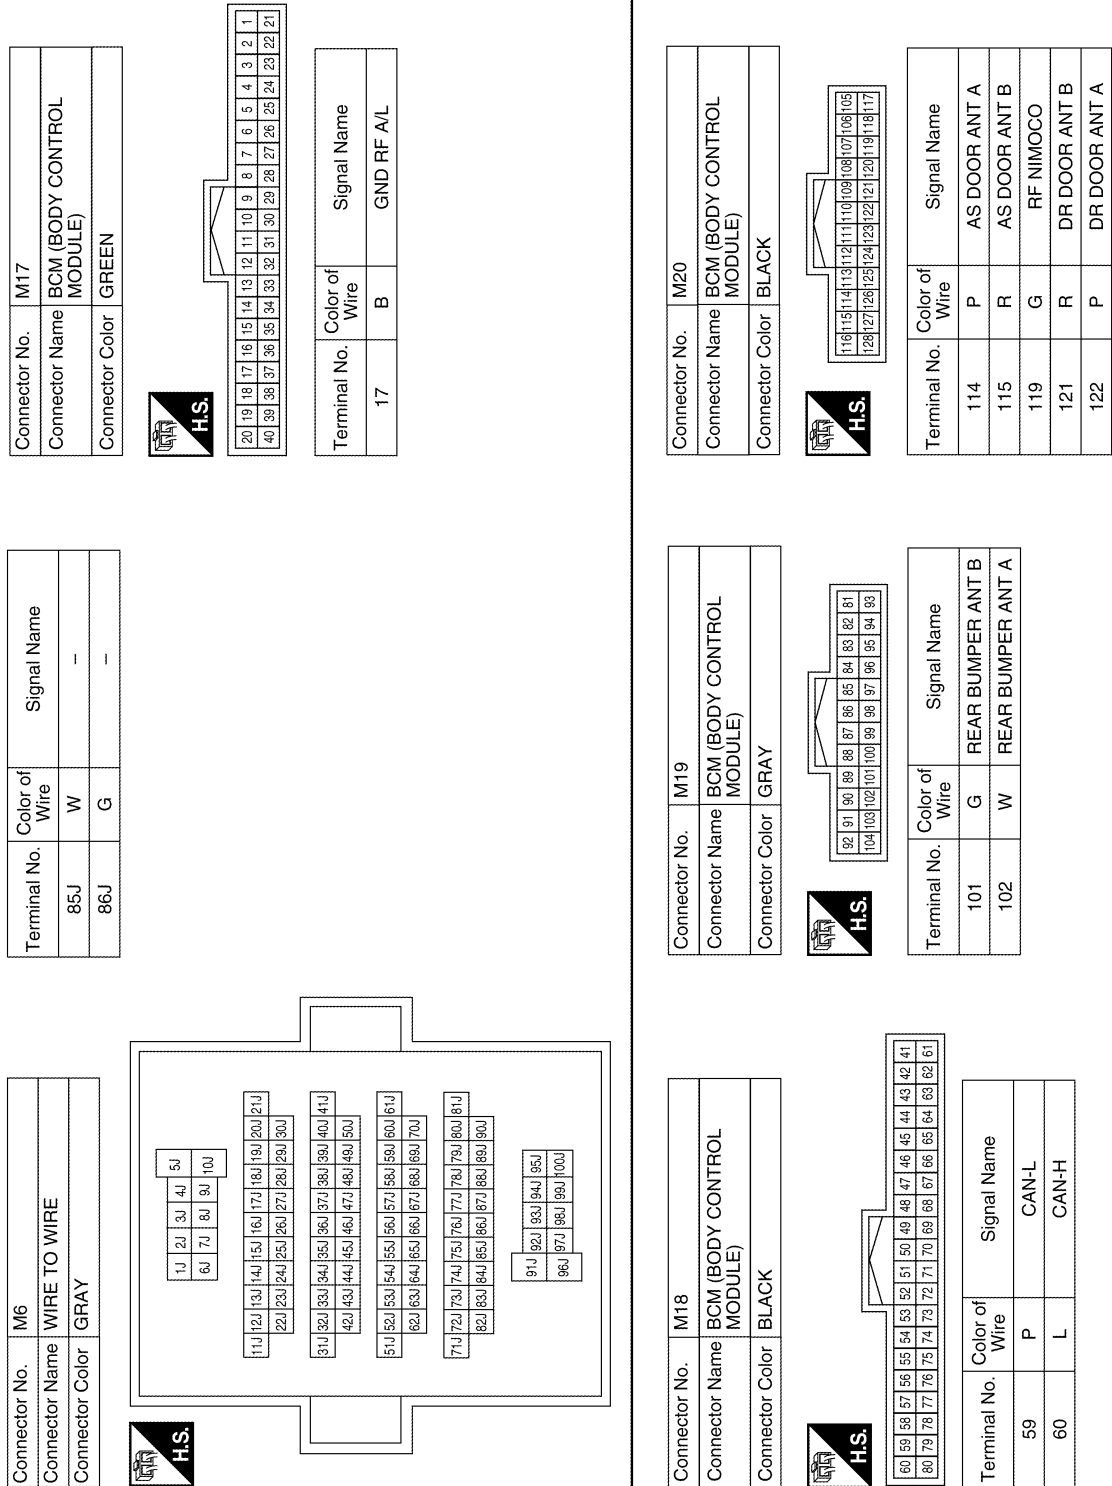 Connector No. M6
Connector Name WIRE TO WIRE
Connector Color GRAY
H.S.
1J 2J 3J 4J 5J
6J 7J 8J 9J 10J
11J 12J 13J 14J 15J 16J 17J 18J 19J 20J 21J
22J 23J 24J 25J 26J 27J 28J 29J 30J
31J 32J 33J 34J 35J 36J 37J 38J 39J 40J 41J
42J 43J 44J 45J 46J 47J 48J 49J 50J
51J 52J 53J 54J 55J 56J 57J 58J 59J 60J 61J
62J 63J 64J 65J 66J 67J 68J 69J 70J
71J 72J 73J 74J 75J 76J 77J 78J 79J 80J 81J
82J 83J 84J 85J 86J 87J 88J 89J 90J
91J 92J 93J 94J 95J
96J 97J 98J 99J 100J
Terminal No. Color of Wire Signal Name
85J W –
86J G –
Connector No. M17
Connector Name BCM (BODY CONTROL
MODULE)
Connector Color GREEN
H.S.
20 19 18 17 16 15 14 13 12 11 10 9 8 7 6 5 4 3 2 1
40 39 38 37 36 35 34 33 32 31 30 29 28 27 26 25 24 23 22 21
Terminal No. Color of Wire Signal Name
17 B GND RF A/L
Connector No. M18
Connector Name BCM (BODY CONTROL
MODULE)
Connector Color BLACK
H.S.
60 59 58 57 56 55 54 53 52 51 50 49 48 47 46 45 44 43 42 41
80 79 78 77 76 75 74 73 72 71 70 69 68 67 66 65 64 63 62 61
Terminal No. Color of Wire Signal Name
59 P CAN-L
60 L CAN-H
Connector No. M19
Connector Name BCM (BODY CONTROL
MODULE)
Connector Color GRAY
H.S.
92 91 90 89 88 87 86 85 84 83 82 81
104 103 102 101 100 99 98 97 96 95 94 93
Terminal No. Color of Wire Signal Name
101 G REAR BUMPER ANT B
102 W REAR BUMPER ANT A
Connector No. M20
Connector Name BCM (BODY CONTROL
MODULE)
Connector Color BLACK
H.S.
116 115 114 113 112 111 110 109 108 107 106 105
128 127 126 125 124 123 122 121 120 119 118 117
Terminal No. Color of Wire Signal Name
114 P AS DOOR ANT A
115 R AS DOOR ANT B
119 G RF NIMOCO
121 R DR DOOR ANT B
122 P DR DOOR ANT A